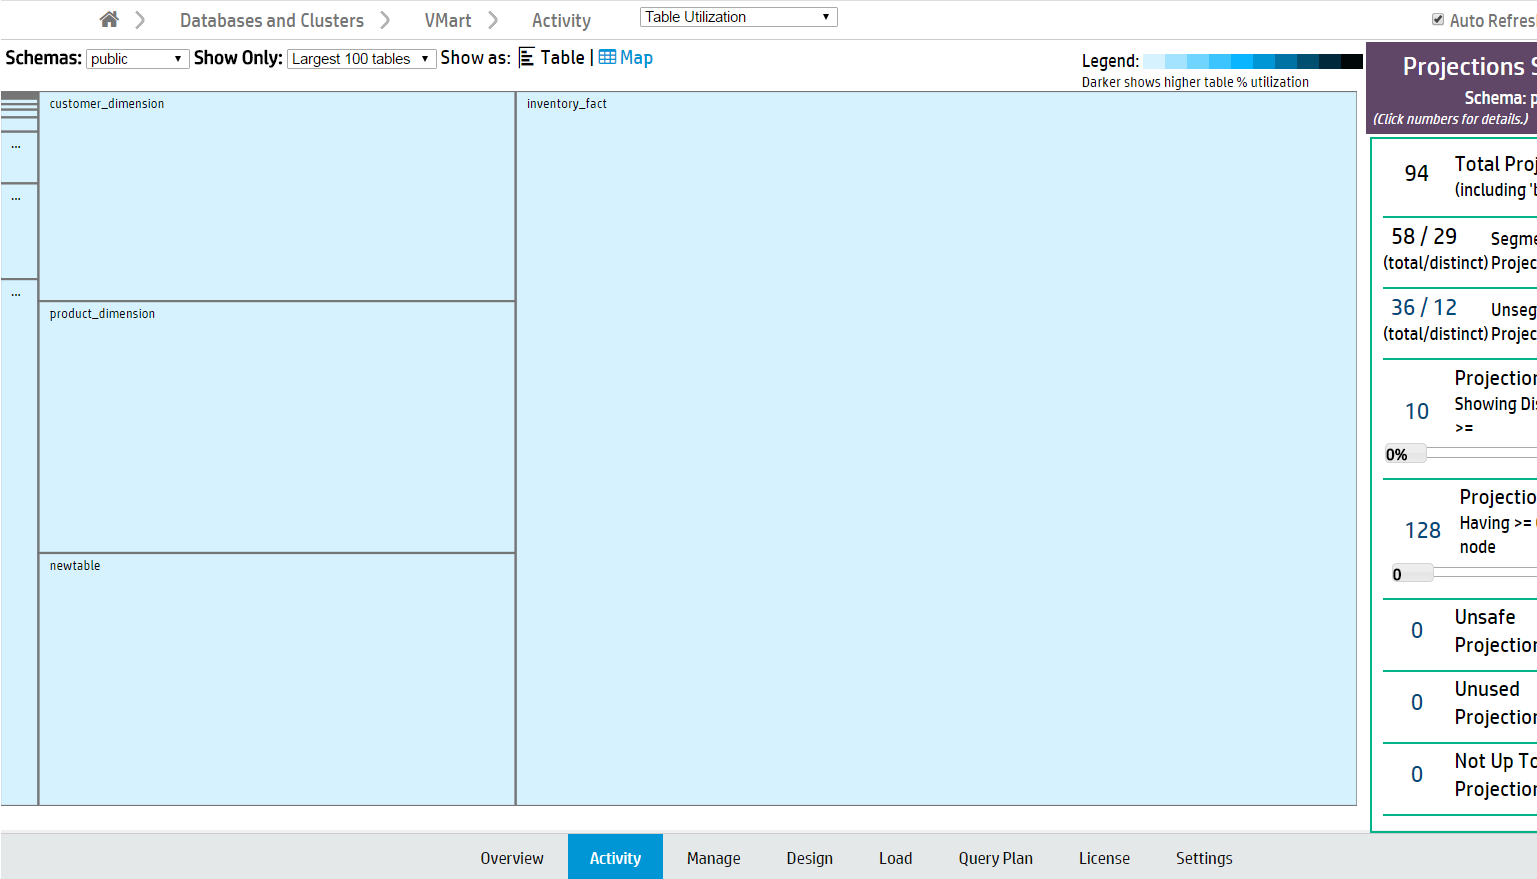 Databases and Clusters
VMart
Activity
Table Utilization
Auto Refres
Schemas: public Show Only: Largest 100 tables Show as: Table | Map
Legend:
Darker shows higher table % utilization
customer_dimension
inventory_fact
...
...
...
product_dimension
newtable
Projections S
Schema: p
(Click numbers for details.)
94 Total Proj
(including 'b
58 / 29 Segme
(total/distinct) Projec
36 / 12 Unseg
(total/distinct) Projec
Projection
10 Showing Dis
>=
0%
Projectio
128 Having >=
node
0
0 Unsafe
Projection
0 Unused
Projection
0 Not Up To
Projection
Overview Activity Manage Design Load Query Plan License Settings